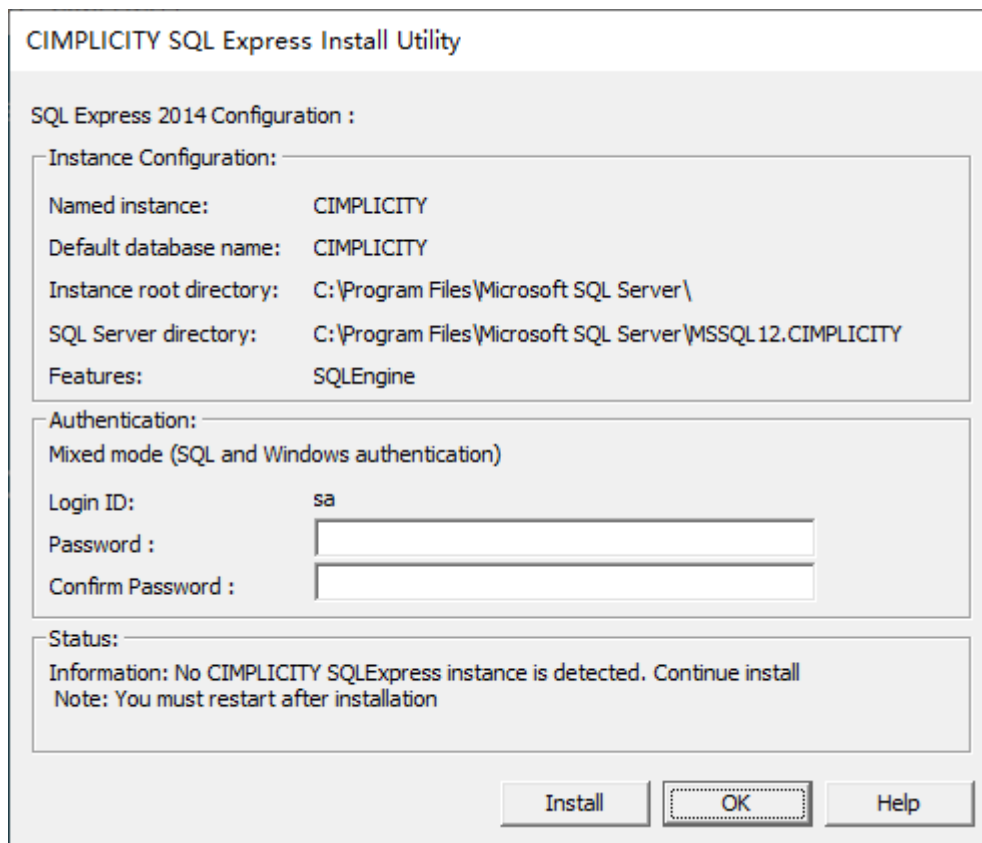 CIMPLICITY SQL Express Install Utility
SQL Express 2014 Configuration :
Instance Configuration:
Named instance: CIMPLICITY
Default database name: CIMPLICITY
Instance root directory: C:\Program Files\Microsoft SQL Server\
SQL Server directory: C:\Program Files\Microsoft SQL Server\MSSQL12.CIMPLICITY
Features: SQLEngine
Authentication:
Mixed mode (SQL and Windows authentication)
Login ID: sa
Password :
Confirm Password :
Status:
Information: No CIMPLICITY SQLExpress instance is detected. Continue install
Note: You must restart after installation
Install OK Help